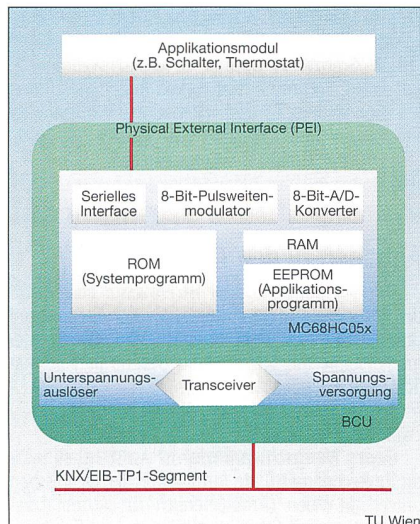 Applikationsmodul
(z.B. Schalter, Thermostat)
Physical External Interface (PEI)
Serielles
Interface
8-Bit-Pulsweiten-
modulator
8-Bit-A/D-
Konverter
ROM
(Systemprogramm)
RAM
EEPROM
(Applikations-
programm)
MC68HC05x
Unterspannungs-
auslöser
Transceiver
Spannungs-
versorgung
BCU
KNX/EIB-TP1-Segment
TU Wien